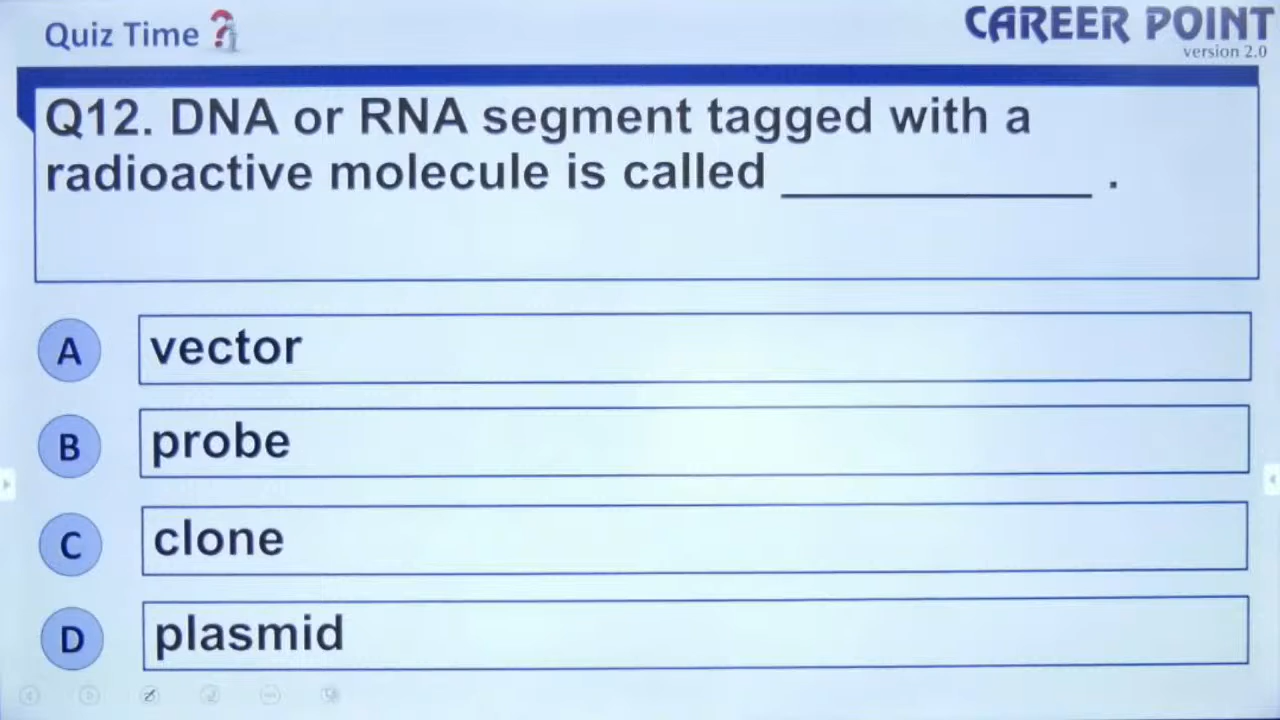 Quiz Time
CAREER POINT
version 2.0
Q12. DNA or RNA segment tagged with a
radioactive molecule is called ____________ .
A vector
B probe
C clone
D plasmid